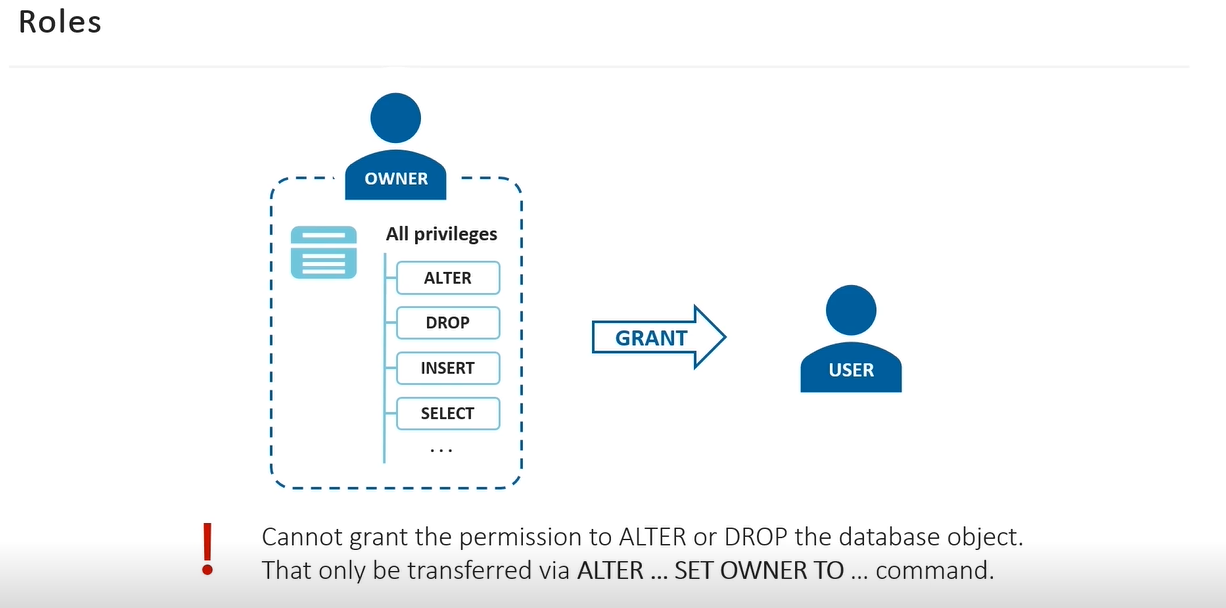 Roles
OWNER
All privileges
ALTER
DROP
INSERT
SELECT
...
GRANT
USER
! Cannot grant the permission to ALTER or DROP the database object.
That only be transferred via ALTER ... SET OWNER TO ... command.